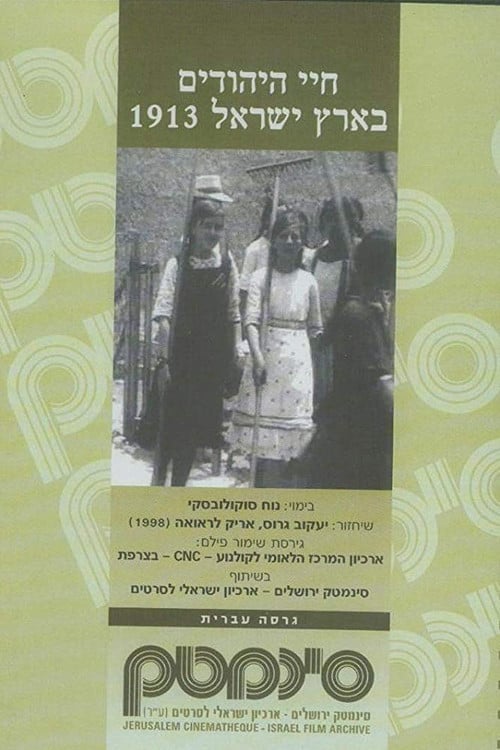 חיי היהודים
בארץ ישראל 1913
בימוי: נוח סוקולובסקי
שיחזור: יעקוב גרוס, אריק לראואה (1998)
גירסת שימור פילם:
ארכיון המרכז הלאומי לקולנוע – CNC – בצרפת
בשיתוף
סינמטק ירושלים – ארכיון ישראלי לסרטים
גרסה עברית
סינמטק
סינמטק ירושלים - ארכיון ישראלי לסרטים (ע"ר)
JERUSALEM CINEMATHEQUE - ISRAEL FILM ARCHIVE